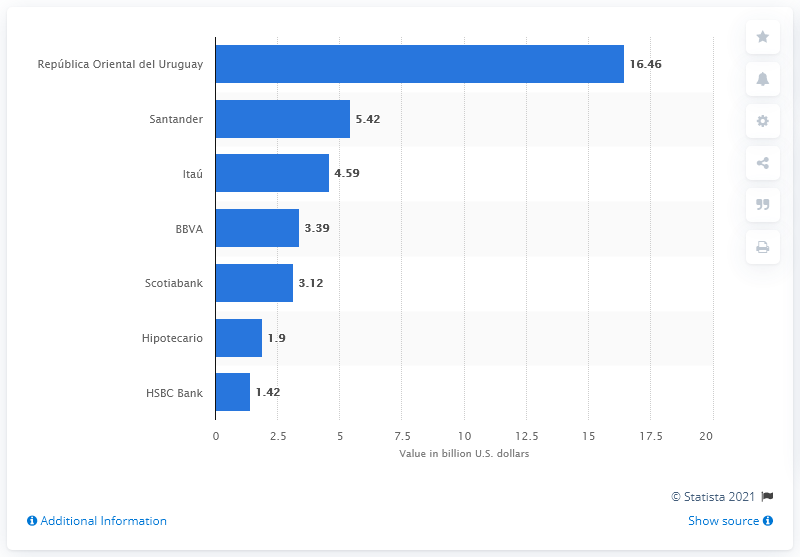 República Oriental del Uruguay 16.46
Santander 5.42
Itaú 4.59
BBVA 3.39
Scotiabank 3.12
Hipotecario 1.9
HSBC Bank 1.42
0 2.5 5 7.5 10 12.5 15 17.5 20
Value in billion U.S. dollars
© Statista 2021
Additional Information Show source